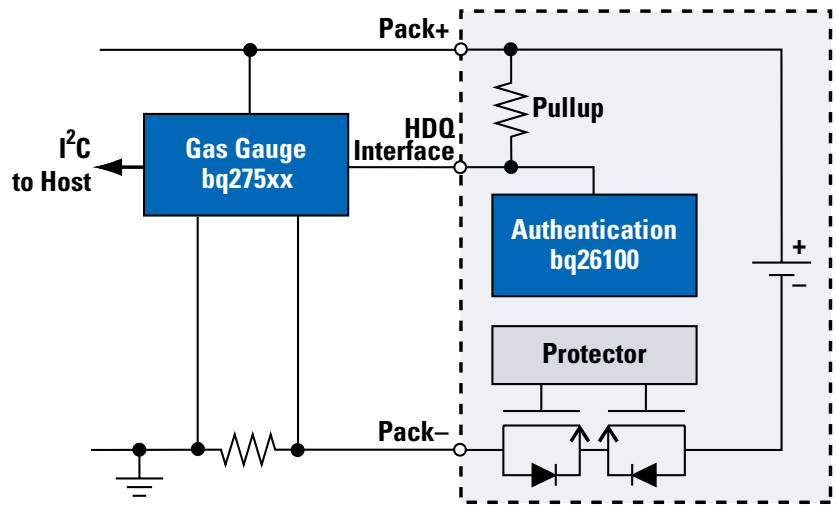 Pack+
Pullup
HDQ
Interface
I²C
to Host
Gas Gauge
bq275xx
Authentication
bq26100
+
–
Protector
Pack–